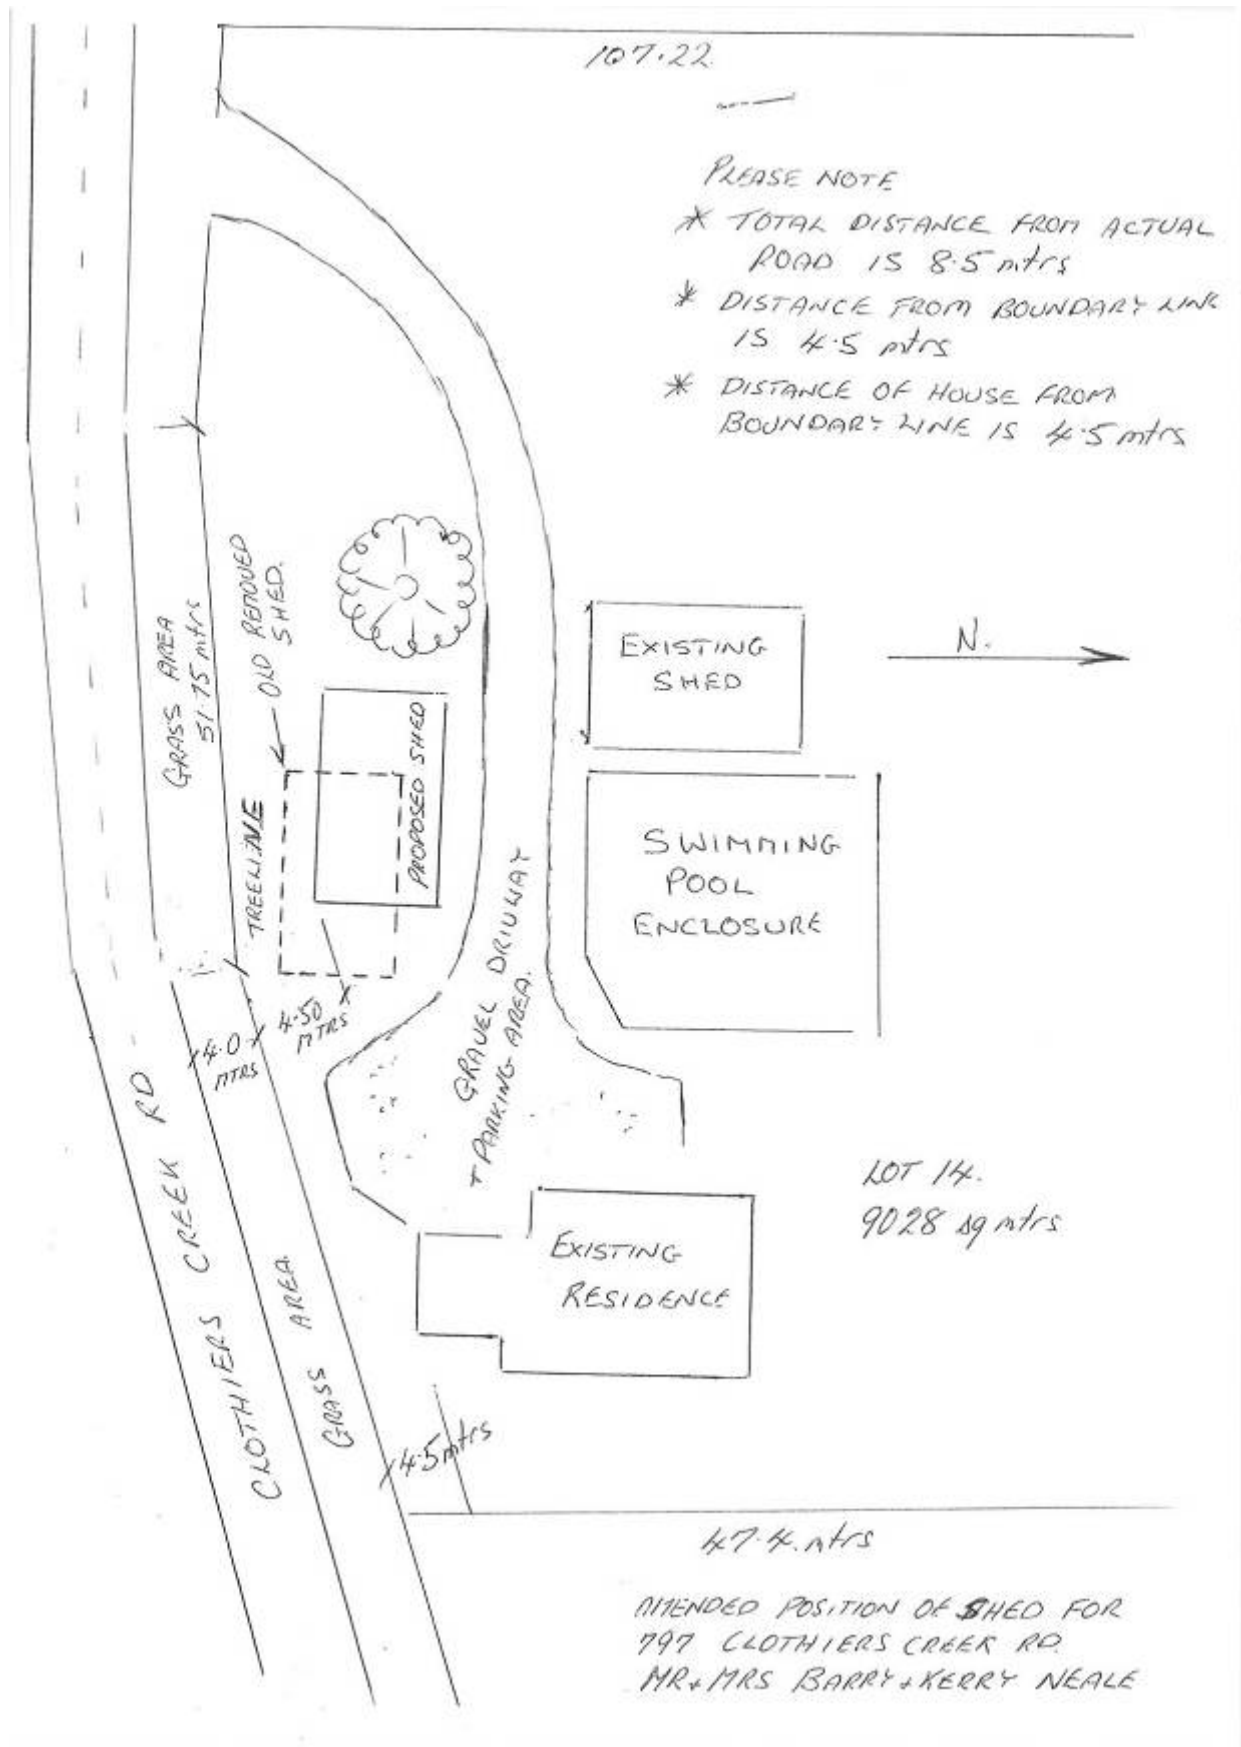 107.22
PLEASE NOTE
* TOTAL DISTANCE FROM ACTUAL
ROAD IS 8.5 mtrs
* DISTANCE FROM BOUNDARY LINE
IS 4.5 mtrs
* DISTANCE OF HOUSE FROM
BOUNDARY LINE IS 4.5 mtrs
OLD REMOVED
SHED.
GRASS AREA
51.75 mtrs
TREELINE
PROPOSED SHED
EXISTING
SHED
N.
SWIMMING
POOL
ENCLOSURE
GRAVEL DRIVWAY
+ PARKING AREA.
4.50
MTRS
4.0
MTRS
CLOTHIERS CREEK RD
GRASS AREA.
LOT 14.
9028 sq mtrs
EXISTING
RESIDENCE
4.5 mtrs
47.4. mtrs
AMENDED POSITION OF SHED FOR
797 CLOTHIERS CREEK RD.
MR + MRS BARRY + KERRY NEALE